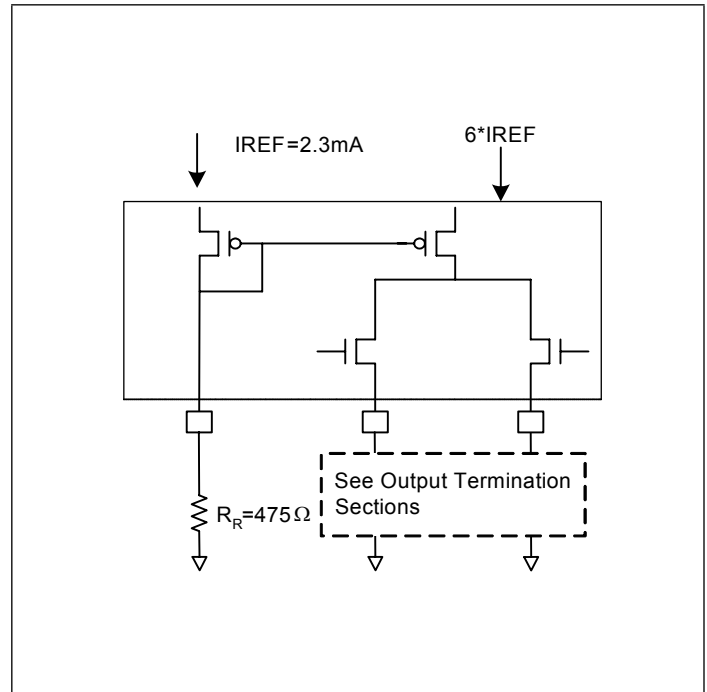 IREF=2.3mA
6*IREF
See Output Termination
Sections
R_R=475Ω